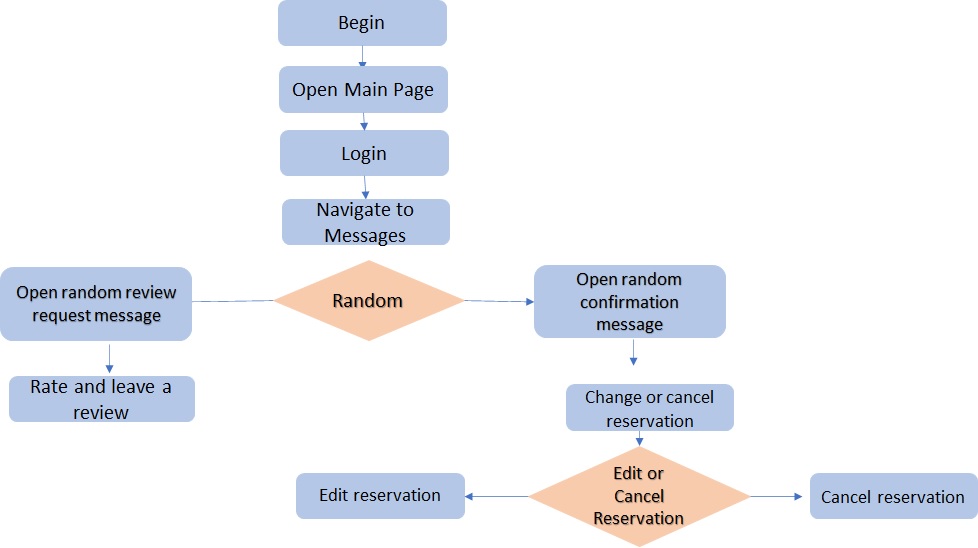 Begin
Open Main Page
Login
Navigate to
Messages
Open random review
request message
Random
Open random
confirmation
message
Rate and leave a
review
Change or cancel
reservation
Edit or
Cancel
Reservation
Edit reservation
Cancel reservation